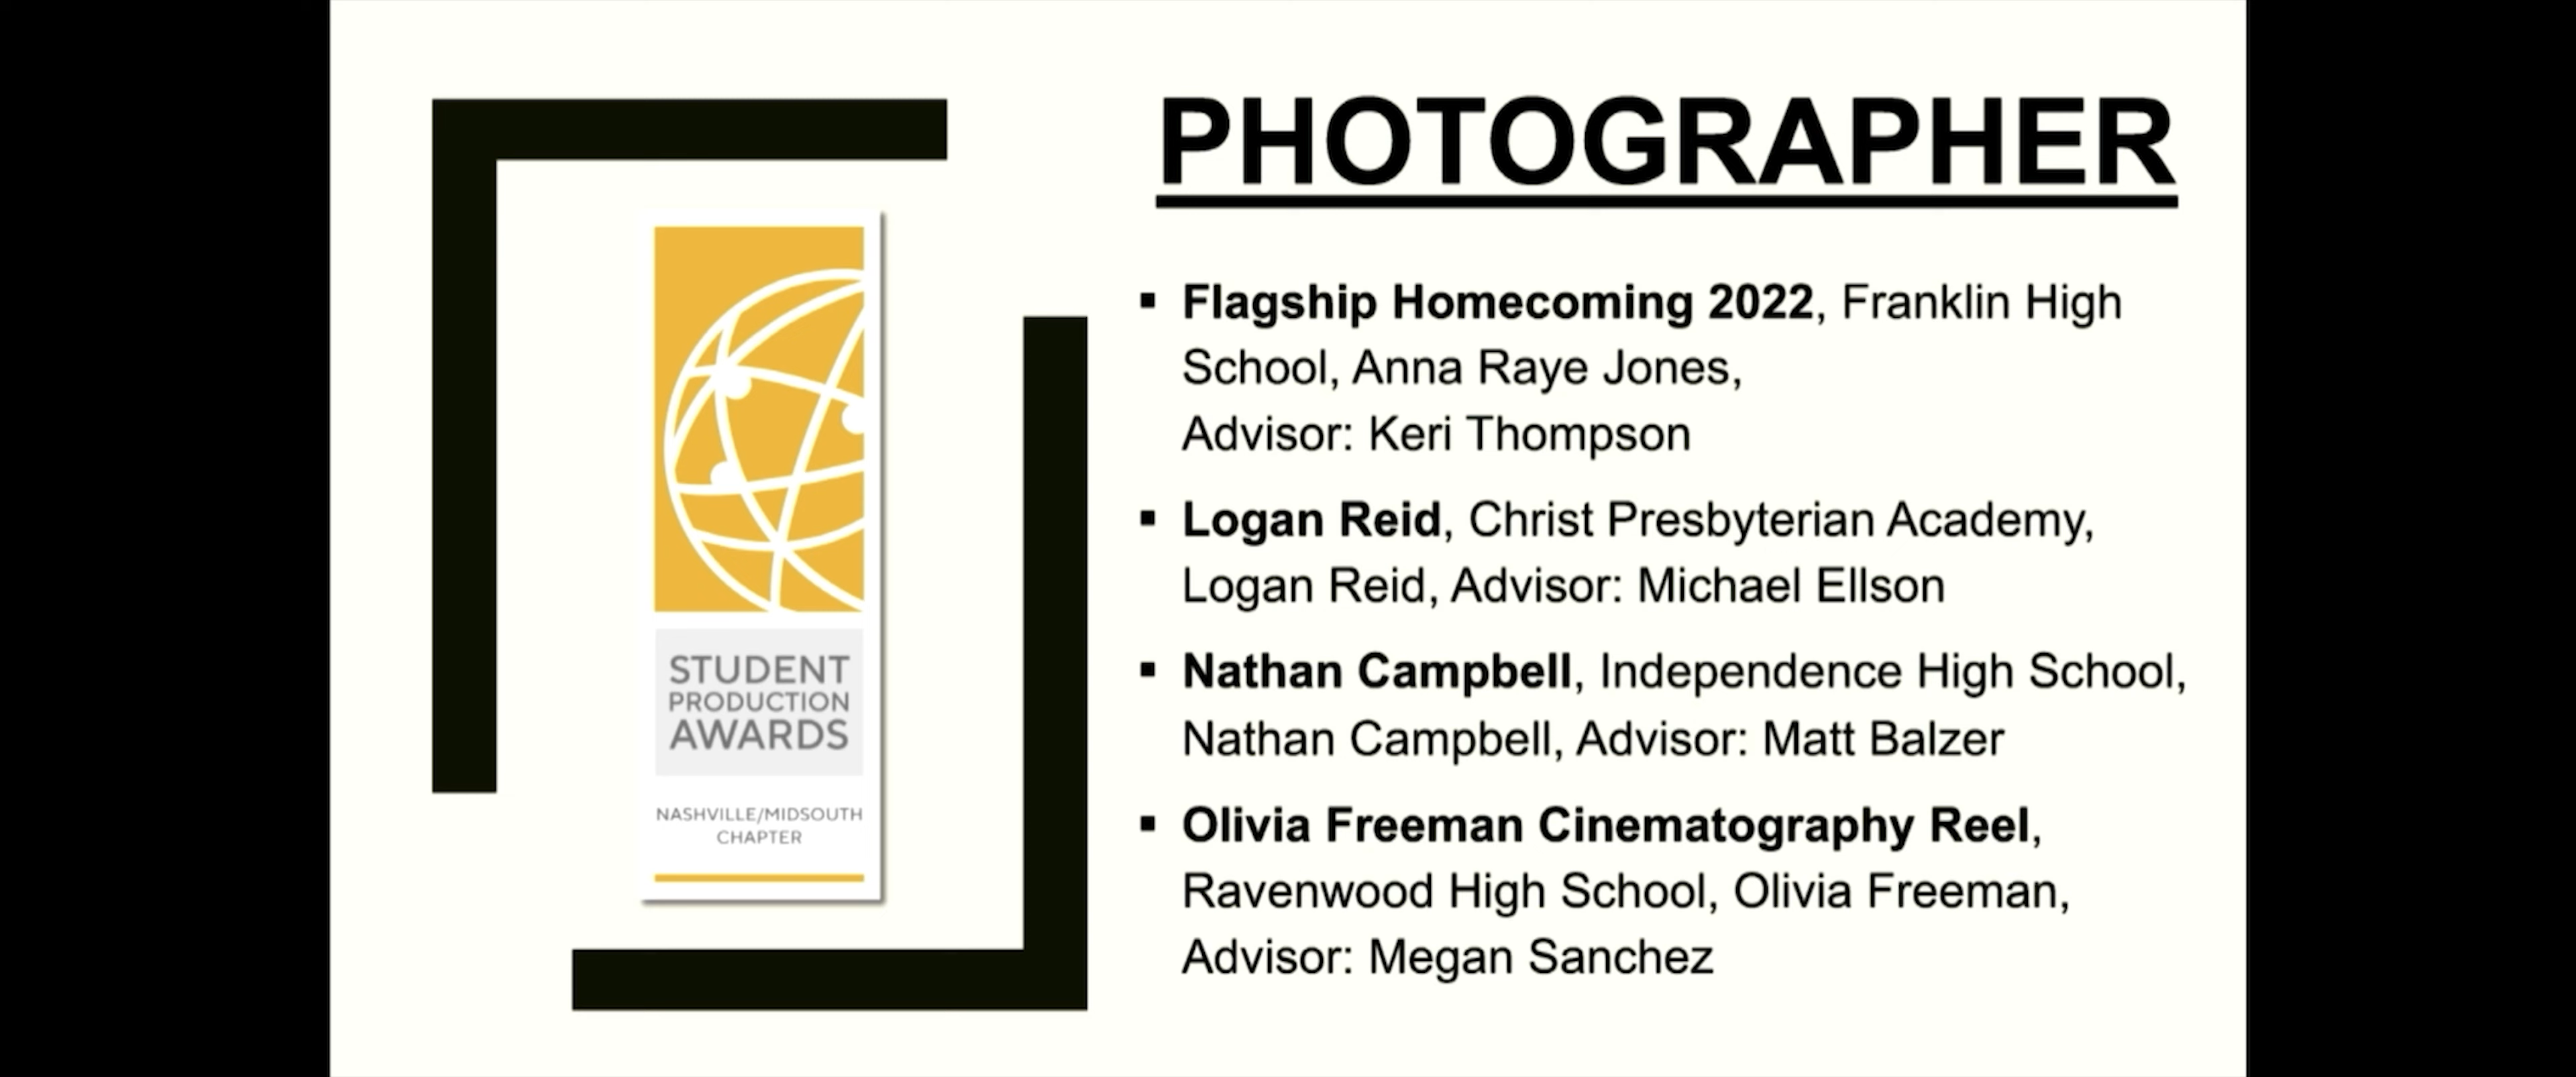 PHOTOGRAPHER
▪ Flagship Homecoming 2022, Franklin High
School, Anna Raye Jones,
Advisor: Keri Thompson
▪ Logan Reid, Christ Presbyterian Academy,
Logan Reid, Advisor: Michael Ellson
▪ Nathan Campbell, Independence High School,
Nathan Campbell, Advisor: Matt Balzer
▪ Olivia Freeman Cinematography Reel,
Ravenwood High School, Olivia Freeman,
Advisor: Megan Sanchez
STUDENT
PRODUCTION
AWARDS
NASHVILLE/MIDSOUTH
CHAPTER